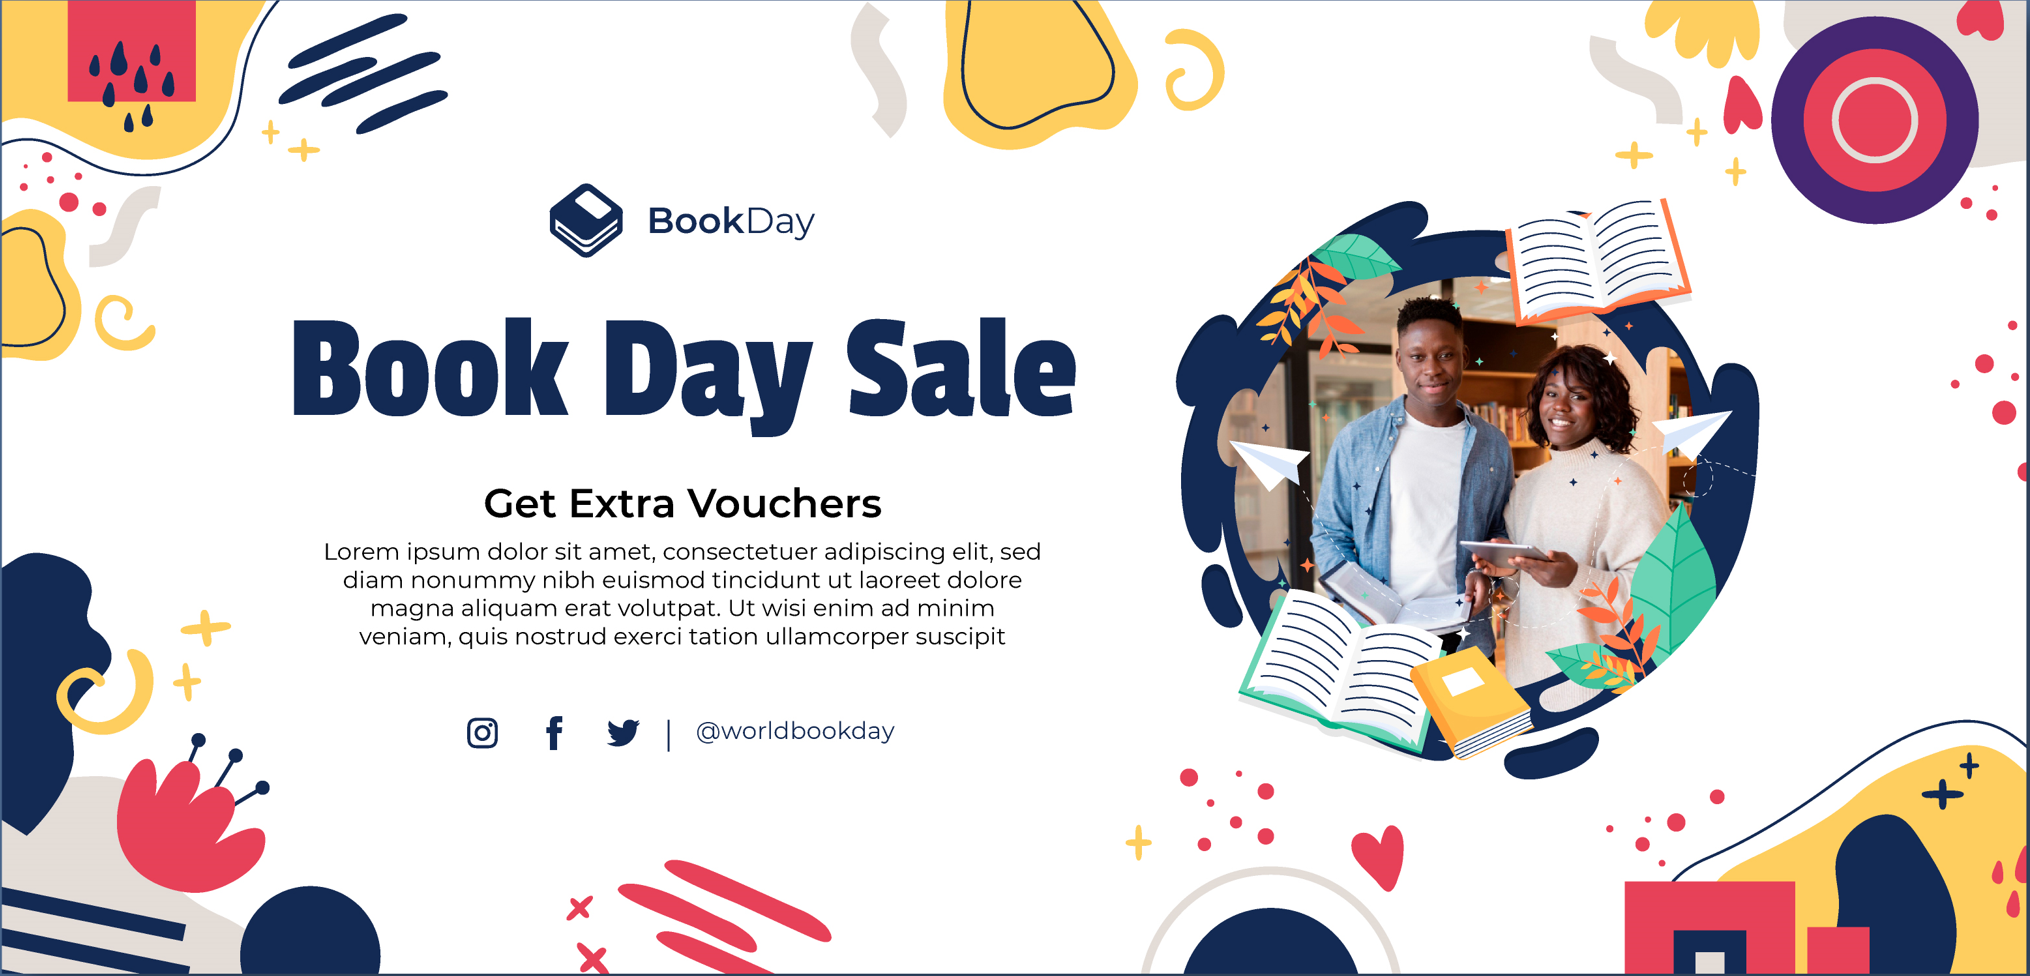 BookDay
Book Day Sale
Get Extra Vouchers
Lorem ipsum dolor sit amet, consectetuer adipiscing elit, sed
diam nonummy nibh euismod tincidunt ut laoreet dolore
magna aliquam erat volutpat. Ut wisi enim ad minim
veniam, quis nostrud exerci tation ullamcorper suscipit
| @worldbookday